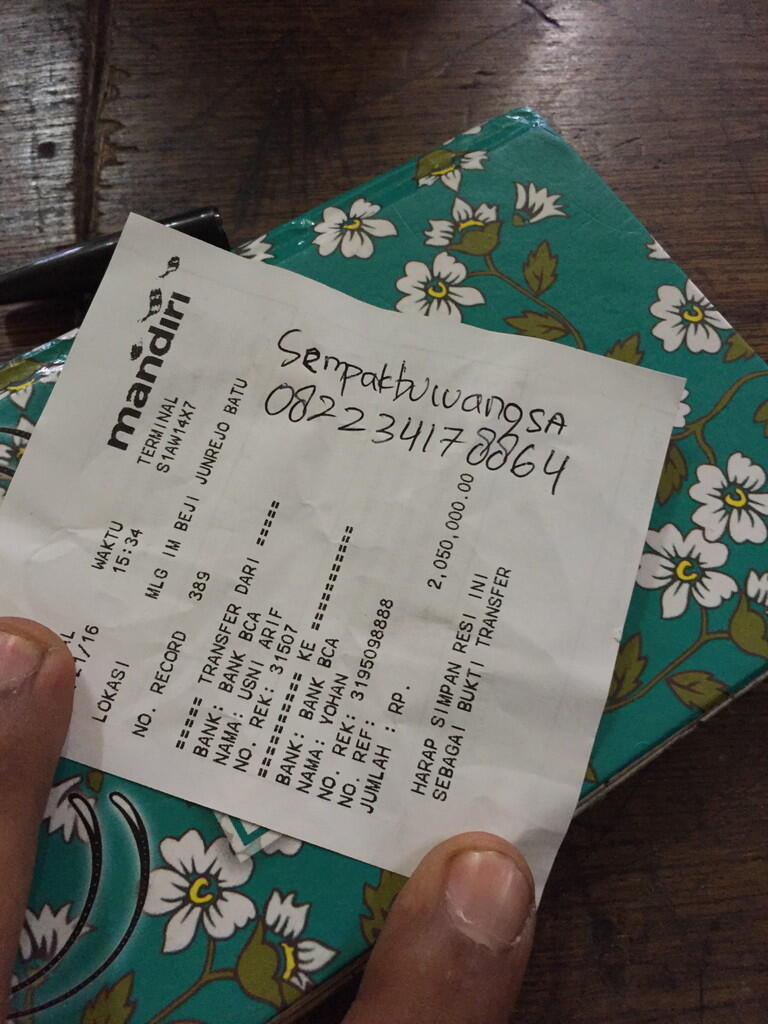 mandiri
TERMINAL
S1AW14X7
WAKTU
15:34
/16
LOKASI
MLG IM BEJI JUNREJO BATU
NO. RECORD 389
===== TRANSFER DARI =====
BANK: BANK BCA
NAMA: USNI ARIF
NO. REK: 31507
========== KE ===========
BANK: BANK BCA
NAMA: YOHAN
NO. REK: 3195098888
NO. REF:
JUMLAH : RP. 2,050,000.00
HARAP SIMPAN RESI INI
SEBAGAI BUKTI TRANSFER
SempakbuwangSA
082234178864